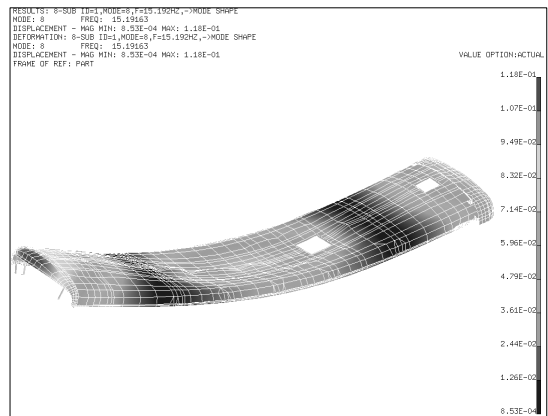 RESULTS: 8-SUB ID=1,MODE=8,F=15.192HZ,->MODE SHAPE
MODE: 8 FREQ: 15.19163
DISPLACEMENT - MAG MIN: 8.53E-04 MAX: 1.18E-01
DEFORMATION: 8-SUB ID=1,MODE=8,F=15.192HZ,->MODE SHAPE
MODE: 8 FREQ: 15.19163
DISPLACEMENT - MAG MIN: 8.53E-04 MAX: 1.18E-01
FRAME OF REF: PART
VALUE OPTION:ACTUAL
1.18E-01
1.07E-01
9.49E-02
8.32E-02
7.14E-02
5.96E-02
4.79E-02
3.61E-02
2.44E-02
1.26E-02
8.53E-04